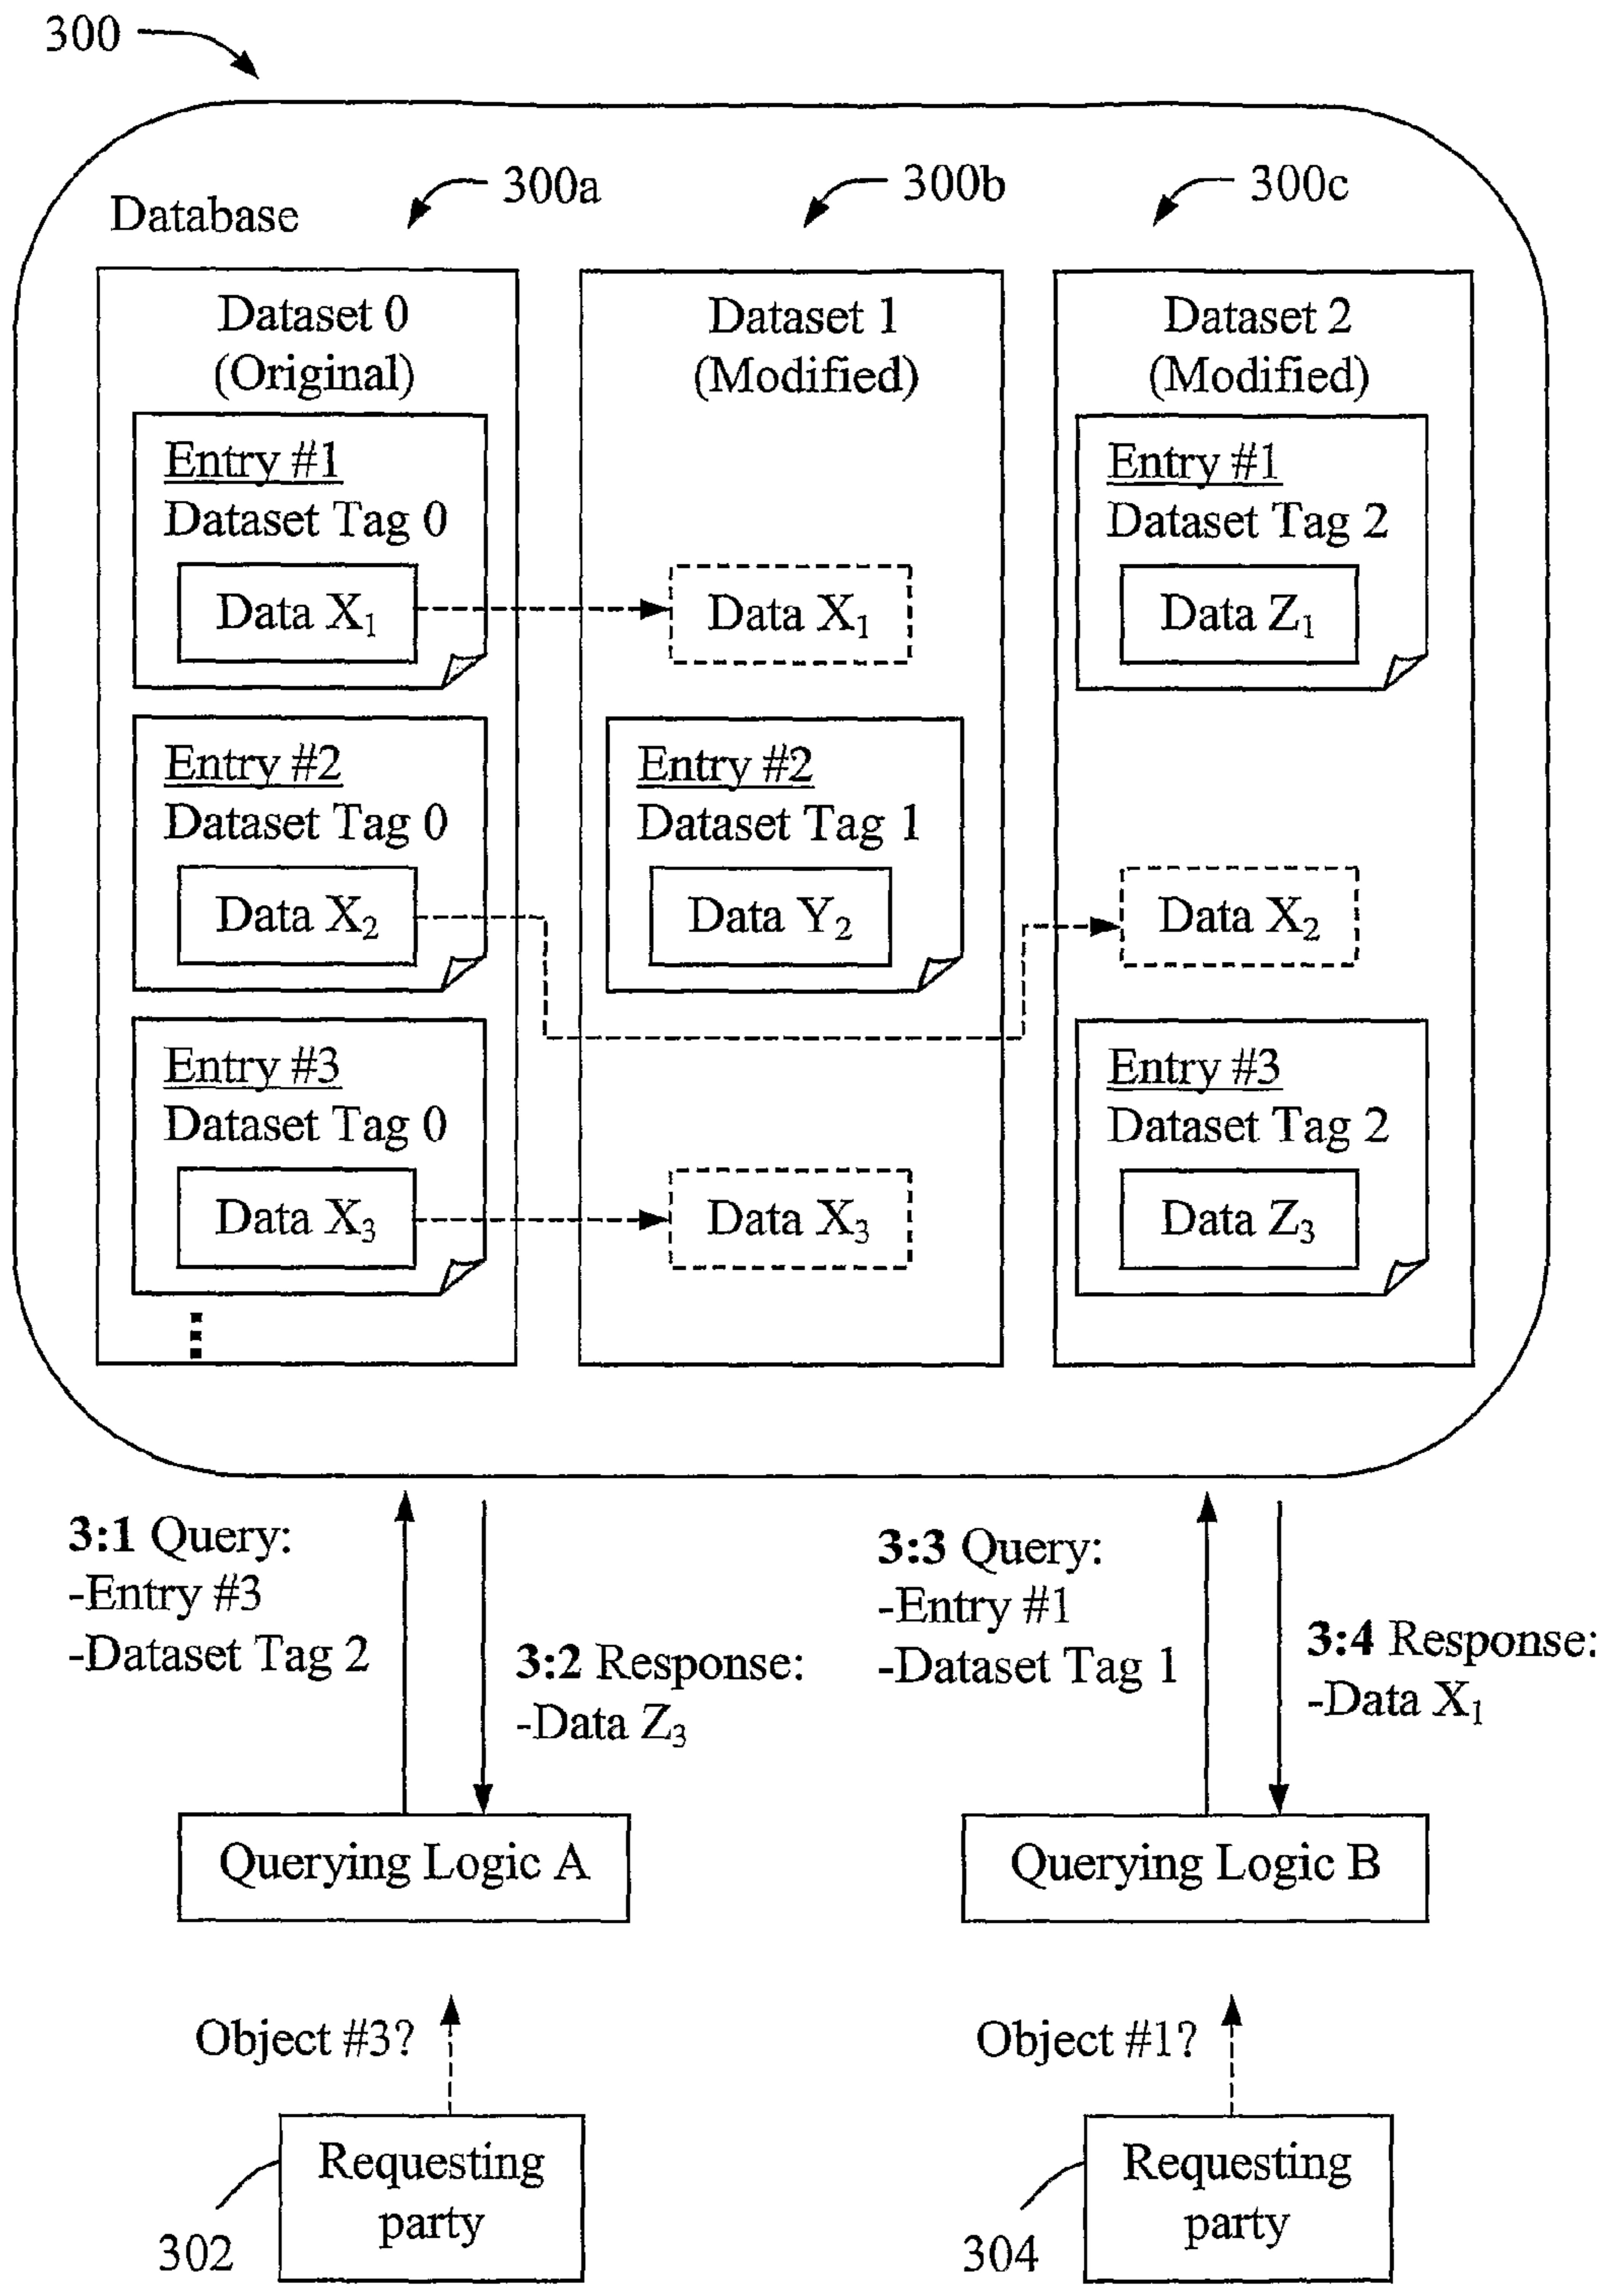 300
300a
300b
300c
Database
Dataset 0
(Original)
Entry #1
Dataset Tag 0
Data X₁
Entry #2
Dataset Tag 0
Data X₂
Entry #3
Dataset Tag 0
Data X₃
Dataset 1
(Modified)
Data X₁
Entry #2
Dataset Tag 1
Data Y₂
Data X₃
Dataset 2
(Modified)
Entry #1
Dataset Tag 2
Data Z₁
Data X₂
Entry #3
Dataset Tag 2
Data Z₃
3:1 Query:
-Entry #3
-Dataset Tag 2
3:2 Response:
-Data Z₃
3:3 Query:
-Entry #1
-Dataset Tag 1
3:4 Response:
-Data X₁
Querying Logic A
Querying Logic B
Object #3?
Object #1?
Requesting
party
302
Requesting
party
304